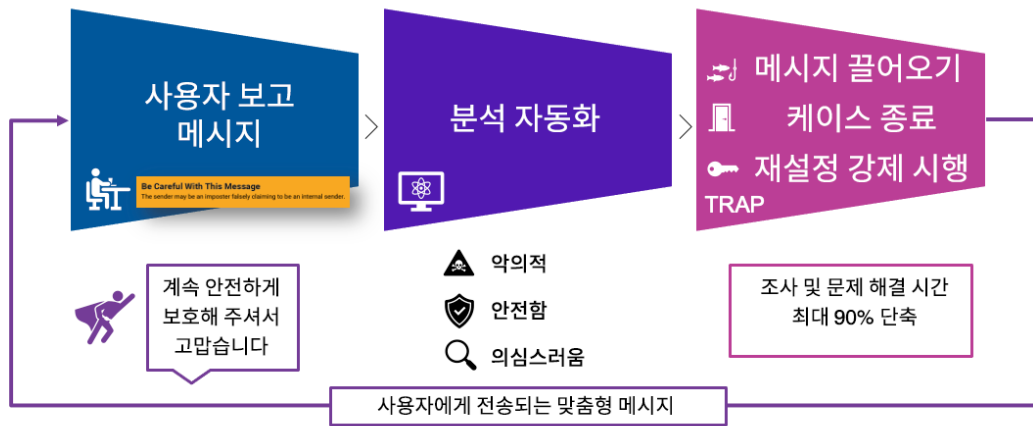 사용자 보고
메시지
Be Careful With This Message
The sender may be an imposter falsely claiming to be an internal sender.
분석 자동화
메시지 끌어오기
케이스 종료
재설정 강제 시행
TRAP
계속 안전하게
보호해 주셔서
고맙습니다
악의적
안전함
의심스러움
조사 및 문제 해결 시간
최대 90% 단축
사용자에게 전송되는 맞춤형 메시지